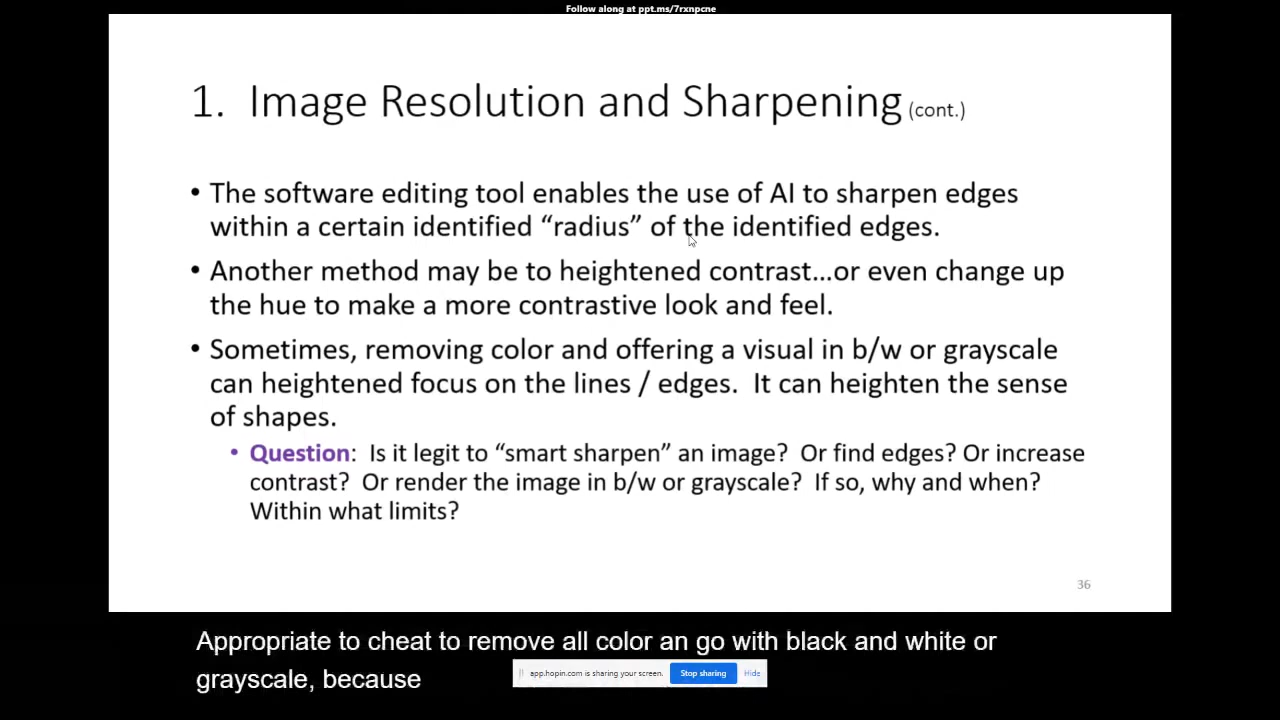 Follow along at ppt.ms/7rxnpcne
1. Image Resolution and Sharpening (cont.)
• The software editing tool enables the use of AI to sharpen edges
within a certain identified “radius” of the identified edges.
• Another method may be to heightened contrast…or even change up
the hue to make a more contrastive look and feel.
• Sometimes, removing color and offering a visual in b/w or grayscale
can heightened focus on the lines / edges. It can heighten the sense
of shapes.
• Question: Is it legit to “smart sharpen” an image? Or find edges? Or increase
contrast? Or render the image in b/w or grayscale? If so, why and when?
Within what limits?
36
Appropriate to cheat to remove all color an go with black and white or
grayscale, because
app.hopin.com is sharing your screen. Stop sharing Hide